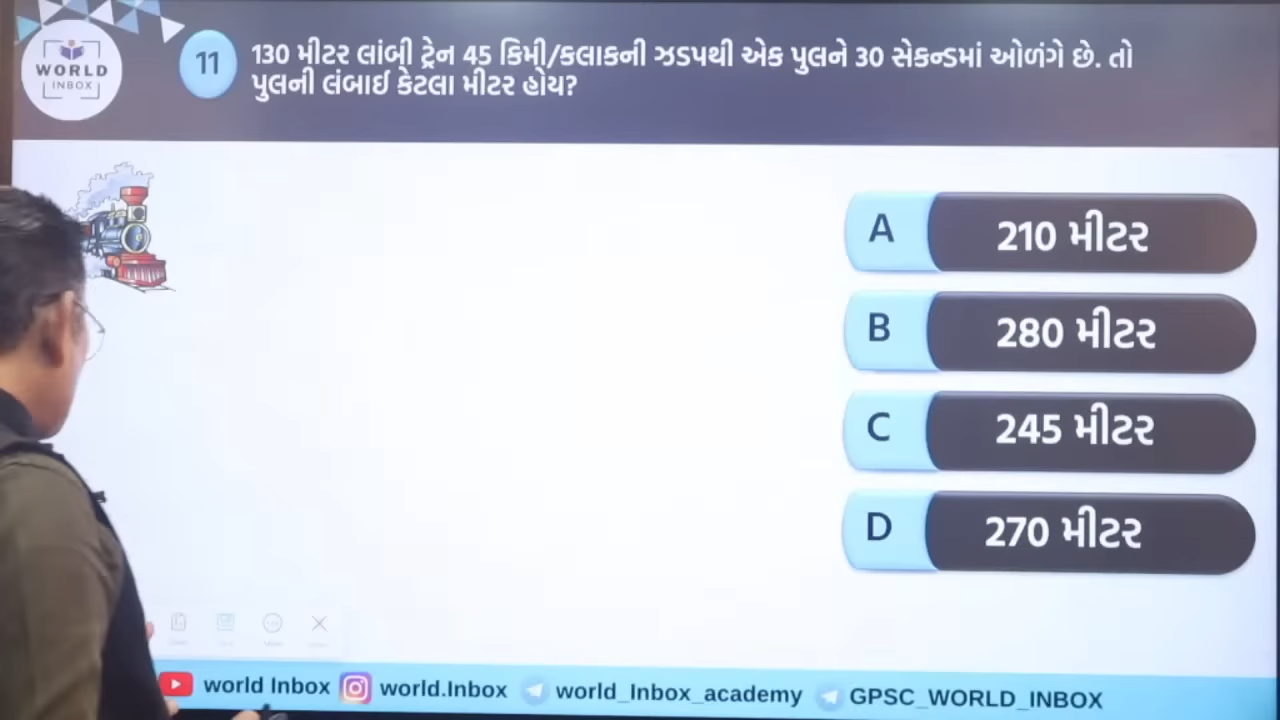 WORLD
INBOX
11
130 મીટર લાંબી ટ્રેન 45 કિમી/કલાકની ઝડપથી એક પુલને 30 સેકન્ડમાં ઓળંગે છે. તો
પુલની લંબાઈ કેટલા મીટર હોય?
A 210 મીટર
B 280 મીટર
C 245 મીટર
D 270 મીટર
world Inbox world.Inbox world_Inbox_academy GPSC_WORLD_INBOX